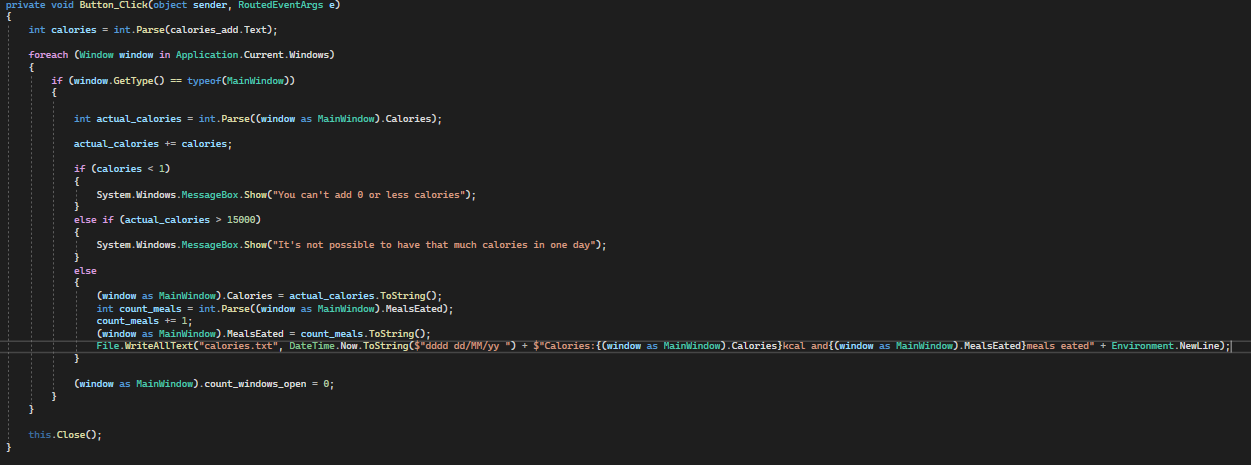 private void Button_Click(object sender, RoutedEventArgs e)
{
int calories = int.Parse(calories_add.Text);
foreach (Window window in Application.Current.Windows)
{
if (window.GetType() == typeof(MainWindow))
{
int actual_calories = int.Parse((window as MainWindow).Calories);
actual_calories += calories;
if (calories < 1)
{
System.Windows.MessageBox.Show("You can't add 0 or less calories");
}
else if (actual_calories > 15000)
{
System.Windows.MessageBox.Show("It's not possible to have that much calories in one day");
}
else
{
(window as MainWindow).Calories = actual_calories.ToString();
int count_meals = int.Parse((window as MainWindow).MealsEated);
count_meals += 1;
(window as MainWindow).MealsEated = count_meals.ToString();
File.WriteAllText("calories.txt", DateTime.Now.ToString($"dddd dd/MM/yy ") + $"Calories:{(window as MainWindow).Calories}kcal and{(window as MainWindow).MealsEated}meals eated" + Environment.NewLine);
}
(window as MainWindow).count_windows_open = 0;
}
}
this.Close();
}